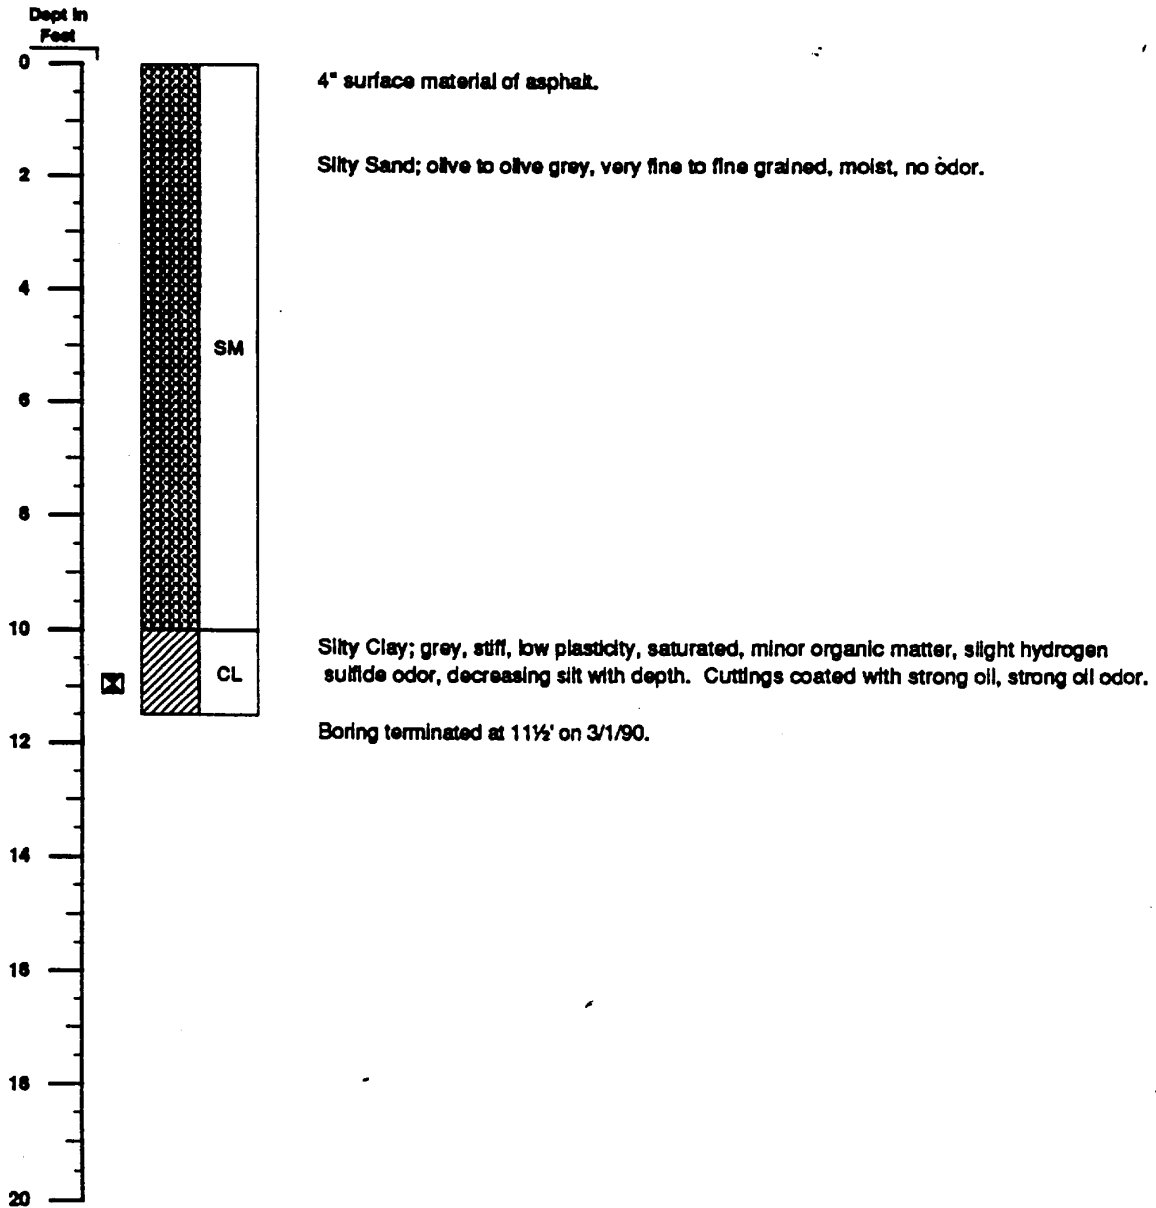 Dept in
Feet
0
4" surface material of asphalt.
2
Silty Sand; olive to olive grey, very fine to fine grained, moist, no odor.
4
SM
6
8
10
Silty Clay; grey, stiff, low plasticity, saturated, minor organic matter, slight hydrogen
CL
sulfide odor, decreasing silt with depth. Cuttings coated with strong oil, strong oil odor.
12
Boring terminated at 11½' on 3/1/90.
14
16
18
20